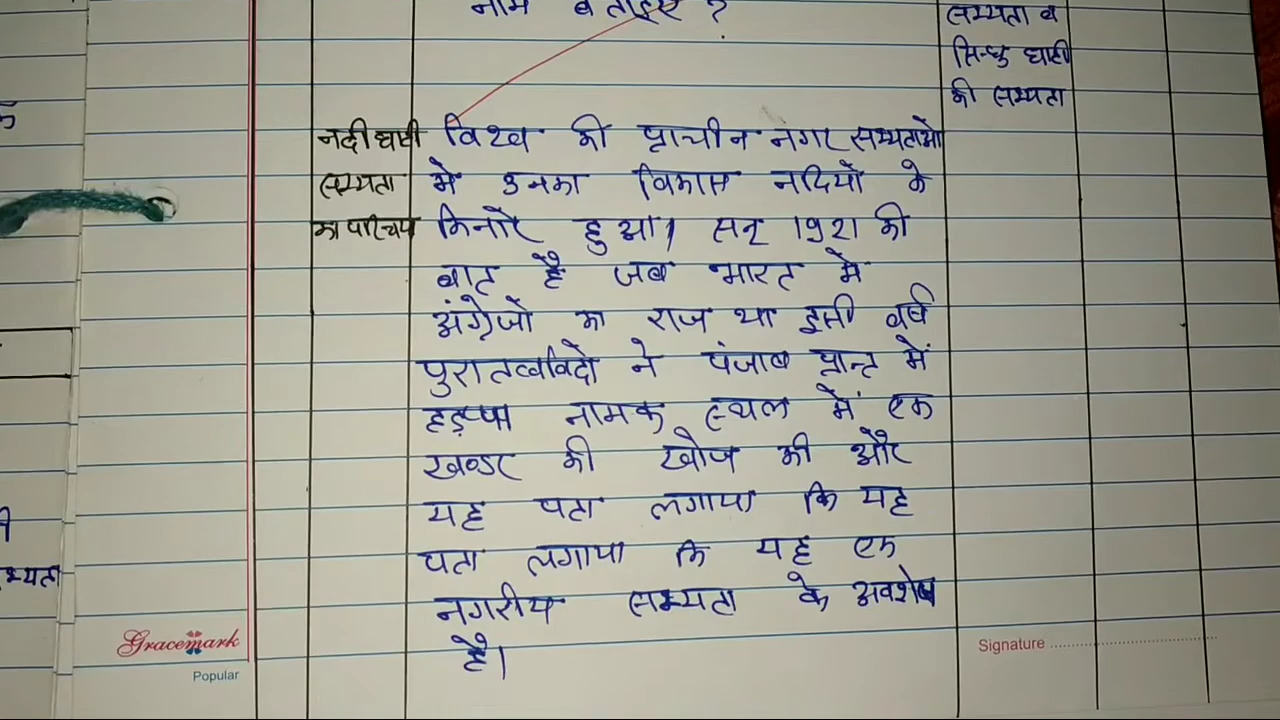 नाम बताइए ?
सभ्यता व
सिन्धु घाटी
की सभ्यता
नदी घाटी
सभ्यता
का परिचय
विश्व की प्राचीन नगर सभ्यताओ
मे उनका विकास नदियों के
किनारे हुआ। सन् 1921 की
बात है जब भारत मे
अंग्रेजों का राज था इसी वर्ष
पुरातत्वविदों ने पंजाब प्रान्त में
हड़प्पा नामक स्थल में एक
खण्डर की खोज की और
यह पता लगाया कि यह
पता लगाया कि यह एक
नगरीय सभ्यता के अवशेष
है।
भ्यता
Gracemark
Popular
Signature